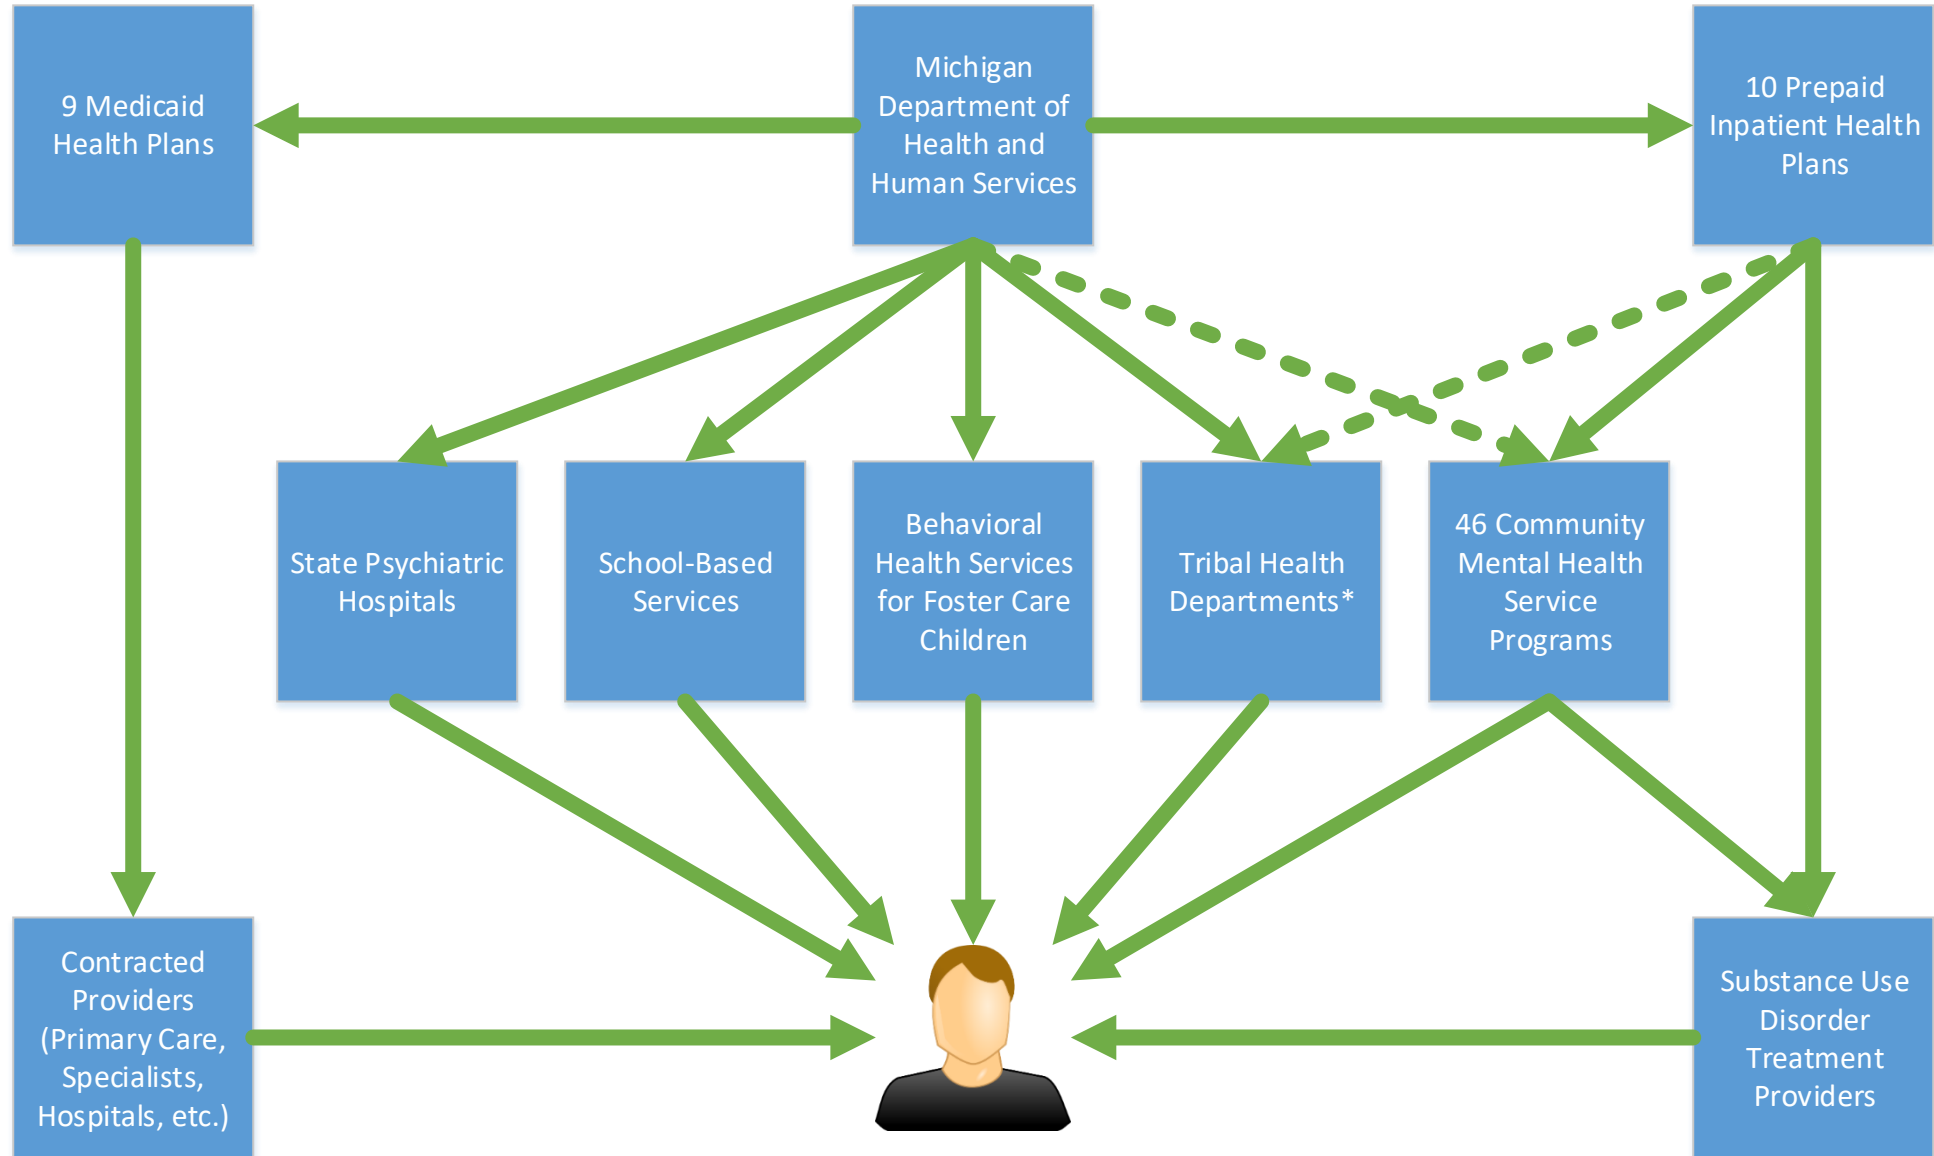 9 Medicaid
Health Plans
Michigan
Department of
Health and
Human Services
10 Prepaid
Inpatient Health
Plans
State Psychiatric
Hospitals
School-Based
Services
Behavioral
Health Services
for Foster Care
Children
Tribal Health
Departments*
46 Community
Mental Health
Service
Programs
Contracted
Providers
(Primary Care,
Specialists,
Hospitals, etc.)
Substance Use
Disorder
Treatment
Providers